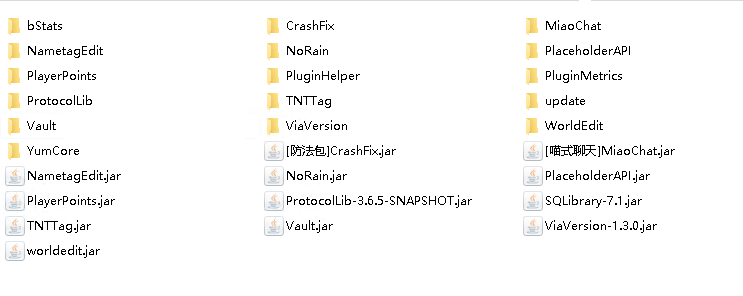 bStats
CrashFix
MiaoChat
NametagEdit
NoRain
PlaceholderAPI
PlayerPoints
PluginHelper
PluginMetrics
ProtocolLib
TNTTag
update
Vault
ViaVersion
WorldEdit
YumCore
[防法包]CrashFix.jar
[喵式聊天]MiaoChat.jar
NametagEdit.jar
NoRain.jar
PlaceholderAPI.jar
PlayerPoints.jar
ProtocolLib-3.6.5-SNAPSHOT.jar
SQLibrary-7.1.jar
TNTTag.jar
Vault.jar
ViaVersion-1.3.0.jar
worldedit.jar